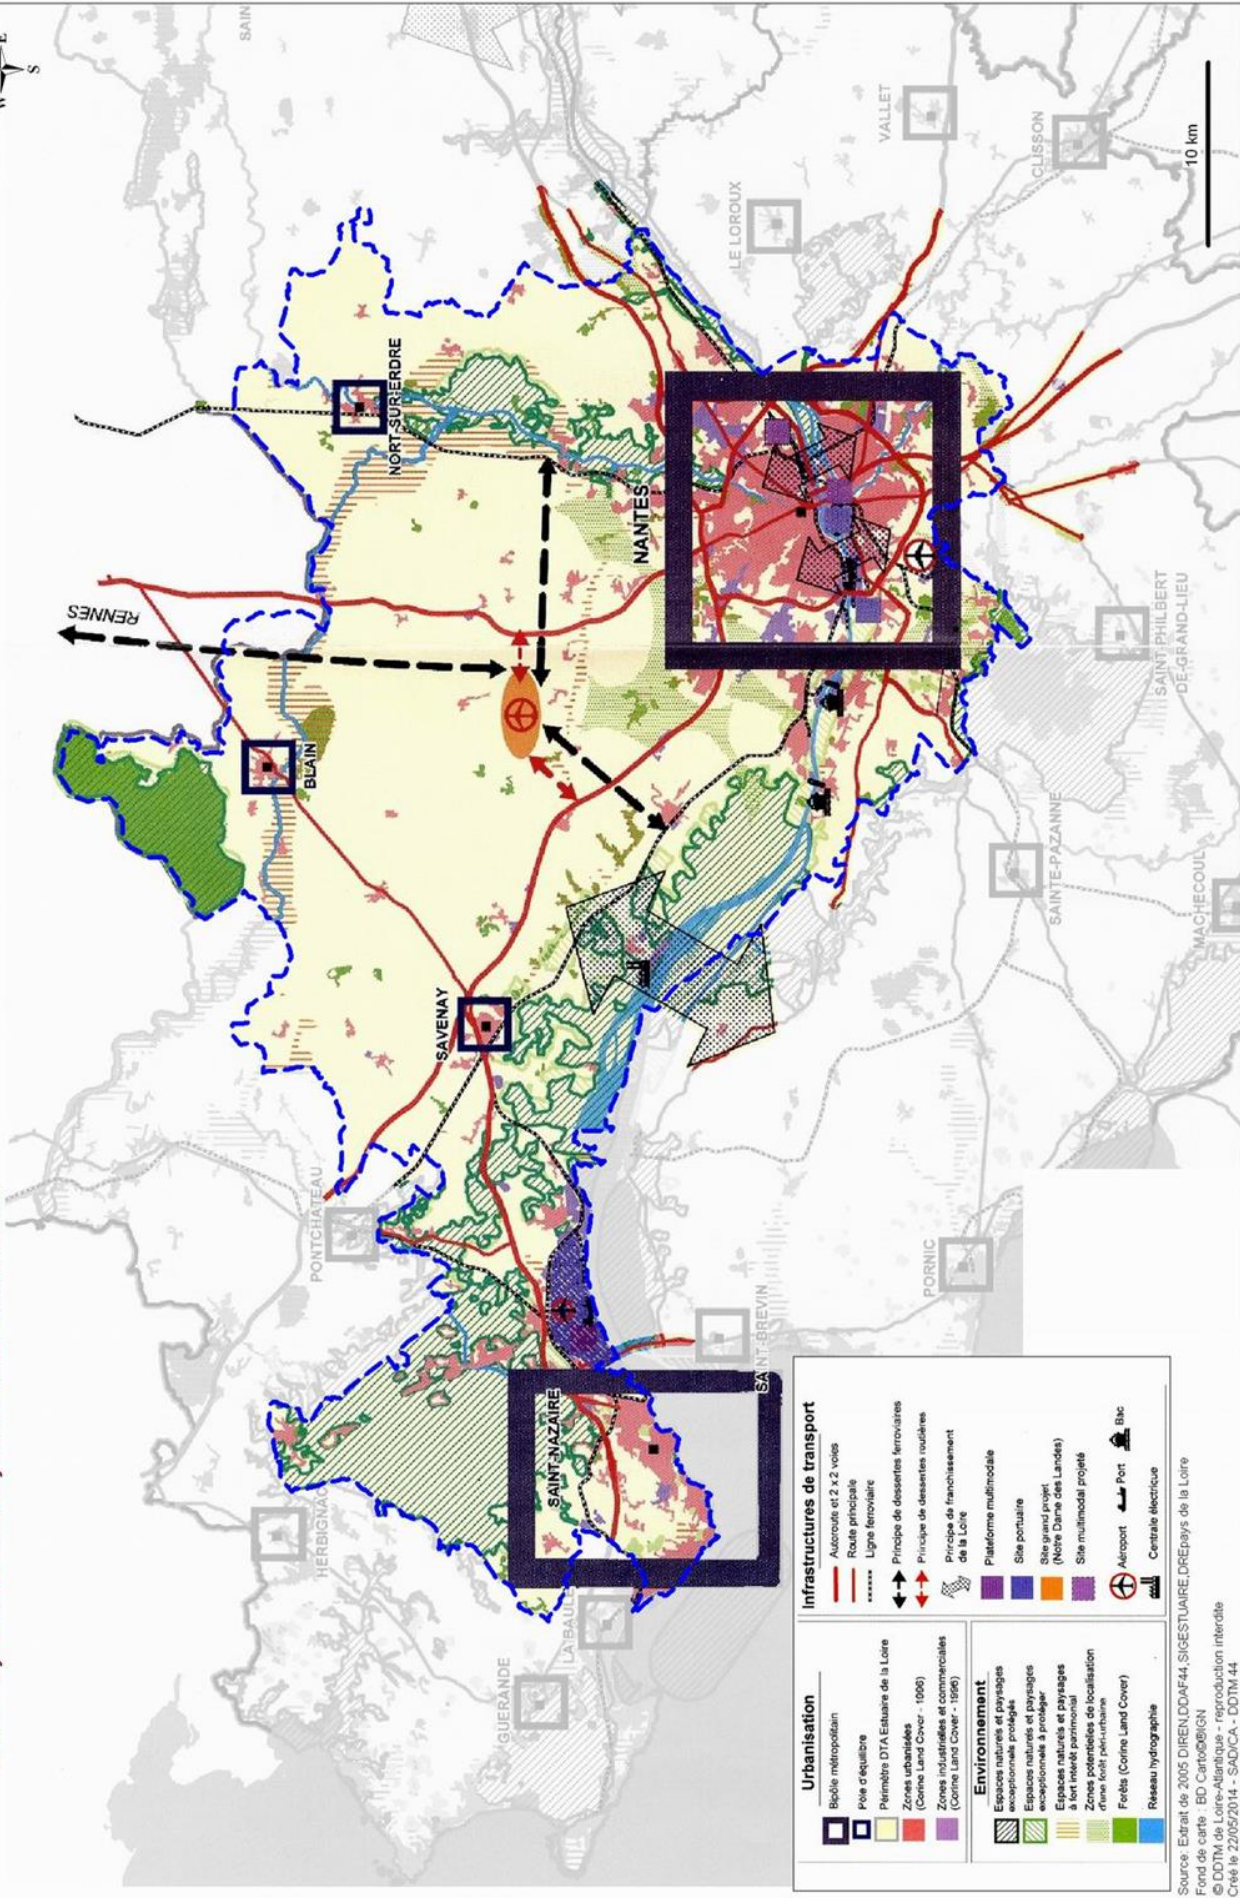 E
S
SAINT
RENNES
NORT-SUR-ERDRE
BLAIN
NANTES
SAVENAY
PONTCHATEAU
HERBIGNAC
SAINT-NAZAIRE
SAINT-BREVIN
LA BAULE
GUERANDE
PORNIC
LE LOROUX
VALLET
CLISSON
SAINT-PHILBERT
DE-GRAND-LIEU
SAINTE-PAZANNE
MACHECOUL
10 km
Urbanisation
Bipôle métropolitain
Pôle d'équilibre
Périmètre DTA Estuaire de la Loire
Zones urbanisées
(Corine Land Cover - 1996)
Zones industrielles et commerciales
(Corine Land Cover - 1996)
Environnement
Espaces naturels et paysages
exceptionnels protégés
Espaces naturels et paysages
exceptionnels à protéger
Espaces naturels et paysages
à fort intérêt patrimonial
Zones potentielles de localisation
d'une forêt péri-urbaine
Forêts (Corine Land Cover)
Réseau hydrographie
Infrastructures de transport
Autoroute et 2 x 2 voies
Route principale
Ligne ferroviaire
Principe de dessertes ferroviaires
Principe de dessertes routières
Principe de franchissement
de la Loire
Plateforme multimodale
Site portuaire
Site grand projet
(Notre Dame des Landes)
Site multimodal projeté
Aéroport
Port
Bac
Centrale électrique
Source: Extrait de 2005 DIREN,DDAF44,SIGESTUAIRE,DREpays de la Loire
Fond de carte : BD Carto©®IGN
© DDTM de Loire-Atlantique - reproduction interdite
Créé le 22/05/2014 - SAD/CA - DDTM 44